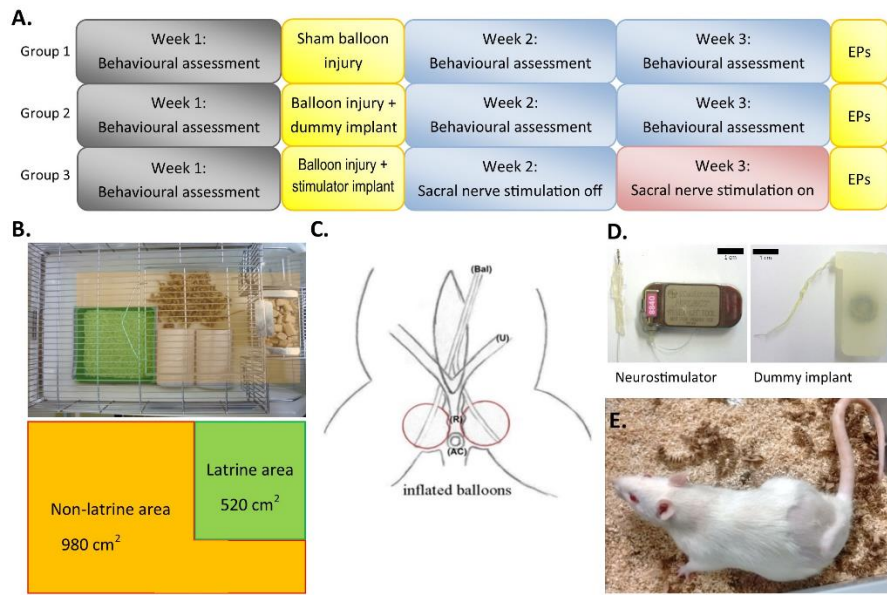 A.
Group 1
Week 1:
Behavioural assessment
Sham balloon
injury
Week 2:
Behavioural assessment
Week 3:
Behavioural assessment
EPs
Group 2
Week 1:
Behavioural assessment
Balloon injury +
dummy implant
Week 2:
Behavioural assessment
Week 3:
Behavioural assessment
EPs
Group 3
Week 1:
Behavioural assessment
Balloon injury +
stimulator implant
Week 2:
Sacral nerve stimulation off
Week 3:
Sacral nerve stimulation on
EPs
B.
Latrine area
520 cm²
Non-latrine area
980 cm²
C.
(Bal)
(U)
(R)
(AC)
inflated balloons
D.
1 cm
1 cm
8840
Neurostimulator
Dummy implant
E.